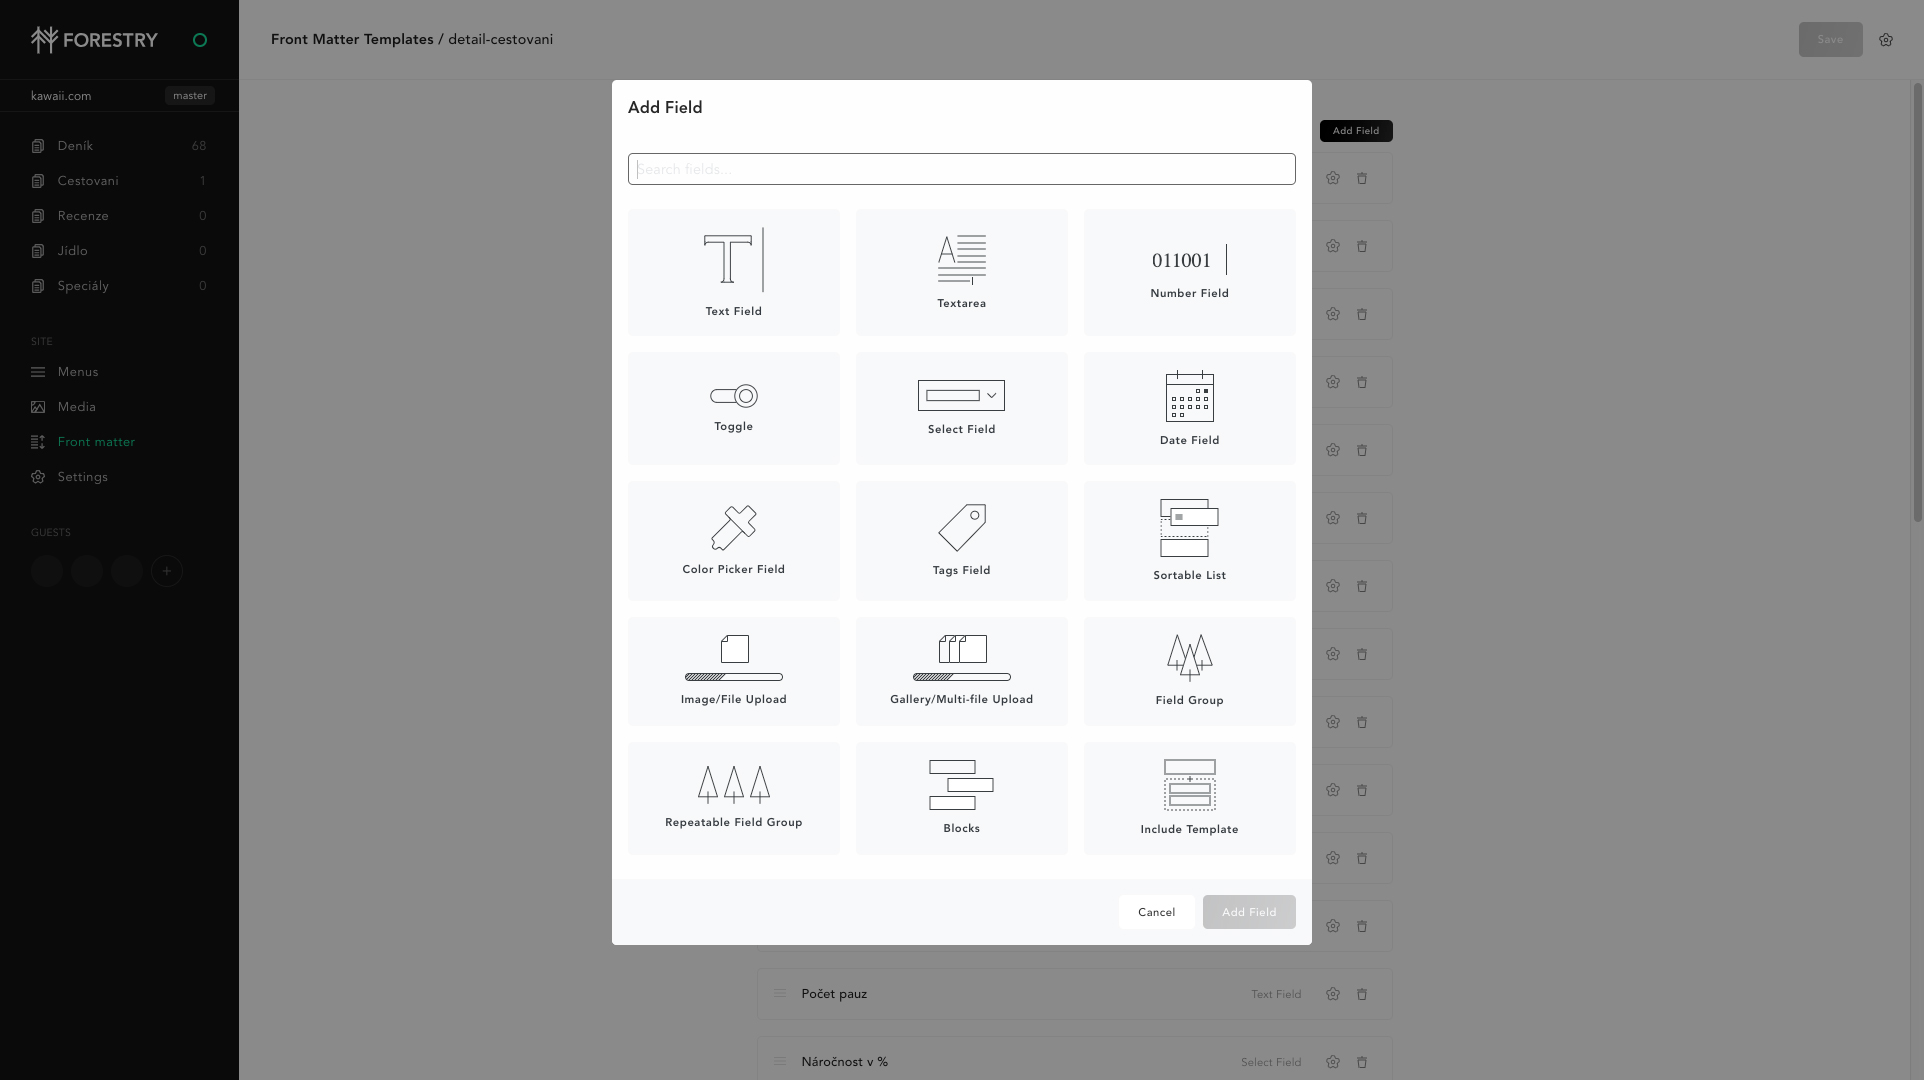 FORESTRY
Front Matter Templates / detail-cestovani
Save
kawaii.com
master
Deník 68
Cestovani 1
Recenze 0
Jídlo 0
Speciály 0
SITE
Menus
Media
Front matter
Settings
GUESTS
+
Add Field
Add Field
Search fields...
Text Field
Textarea
011001
Number Field
Toggle
Select Field
Date Field
Color Picker Field
Tags Field
Sortable List
Image/File Upload
Gallery/Multi-file Upload
Field Group
Repeatable Field Group
Blocks
Include Template
Cancel
Add Field
Počet pauz Text Field
Náročnost v % Select Field